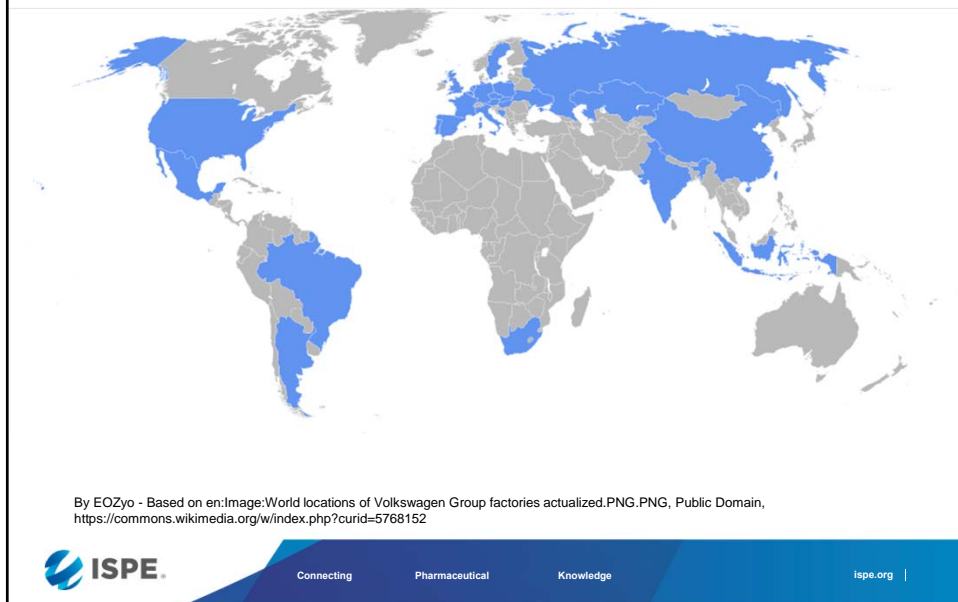 By EOZyo - Based on en:Image:World locations of Volkswagen Group factories actualized.PNG.PNG, Public Domain,
https://commons.wikimedia.org/w/index.php?curid=5768152
ISPE.
Connecting Pharmaceutical Knowledge
ispe.org |